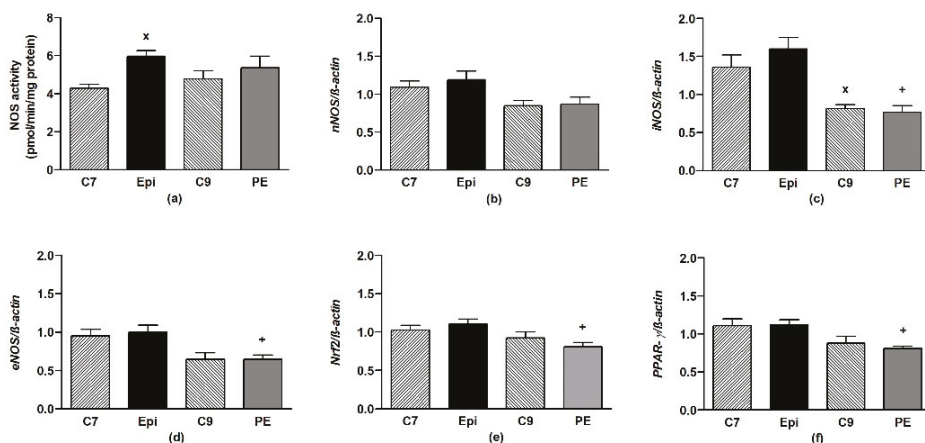 NOS activity
(pmol/min/mg protein)
8
6
4
2
0
x
C7 Epi C9 PE
(a)
nNOS/ß-actin
2.0
1.5
1.0
0.5
0.0
C7 Epi C9 PE
(b)
iNOS/ß-actin
2.0
1.5
1.0
0.5
0.0
x +
C7 Epi C9 PE
(c)
eNOS/ß-actin
2.0
1.5
1.0
0.5
0.0
+
C7 Epi C9 PE
(d)
Nrf2/ß-actin
2.0
1.5
1.0
0.5
0.0
+
C7 Epi C9 PE
(e)
PPAR- γ/ß-actin
2.0
1.5
1.0
0.5
0.0
+
C7 Epi C9 PE
(f)